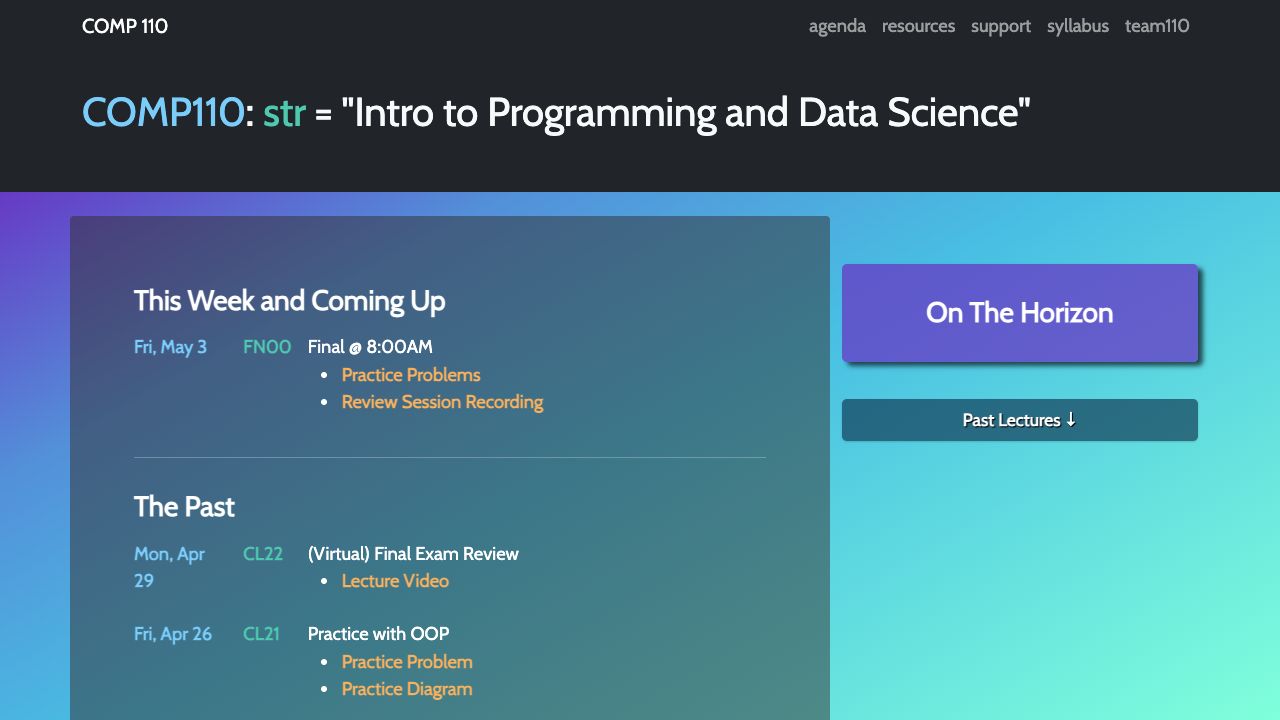 COMP 110
agenda resources support syllabus team110
COMP110: str = "Intro to Programming and Data Science"
This Week and Coming Up
Fri, May 3 FN00 Final @ 8:00AM
Practice Problems
Review Session Recording
The Past
Mon, Apr 29 CL22 (Virtual) Final Exam Review
Lecture Video
Fri, Apr 26 CL21 Practice with OOP
Practice Problem
Practice Diagram
On The Horizon
Past Lectures ↓